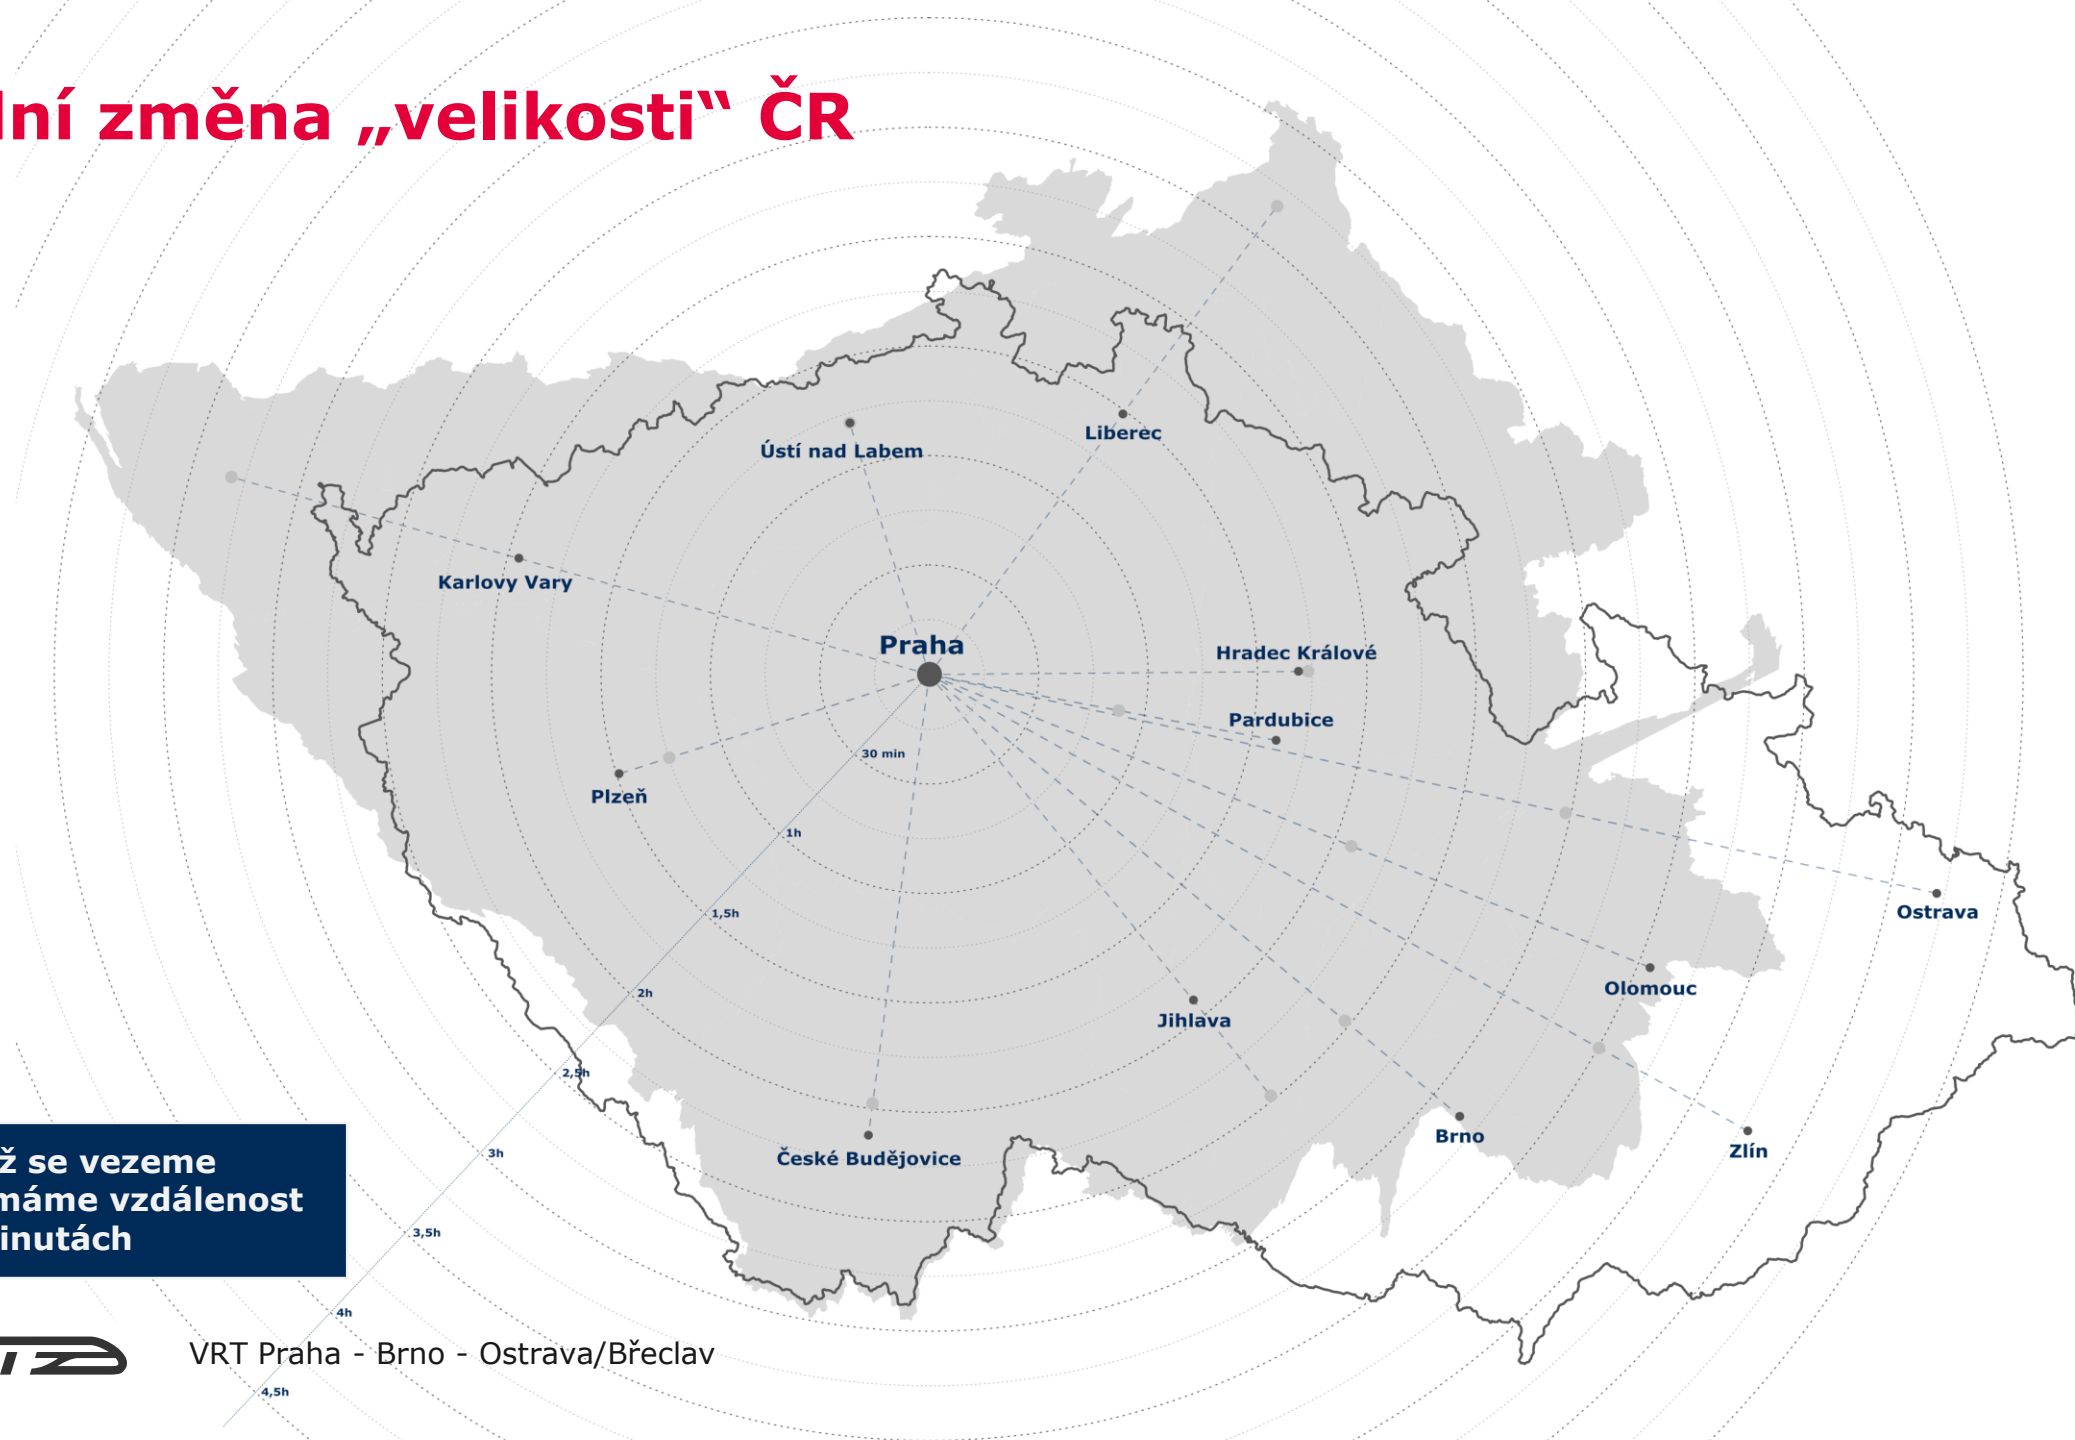 lní změna „velikosti“ ČR
Ústí nad Labem
Liberec
Karlovy Vary
Praha
Hradec Králové
Pardubice
30 min
Plzeň
1h
1,5h
Ostrava
2h
Olomouc
Jihlava
2,5h
Brno
Zlín
České Budějovice
3h
ž se vezeme
máme vzdálenost
inutách
3,5h
4h
VRT Praha - Brno - Ostrava/Břeclav
4,5h